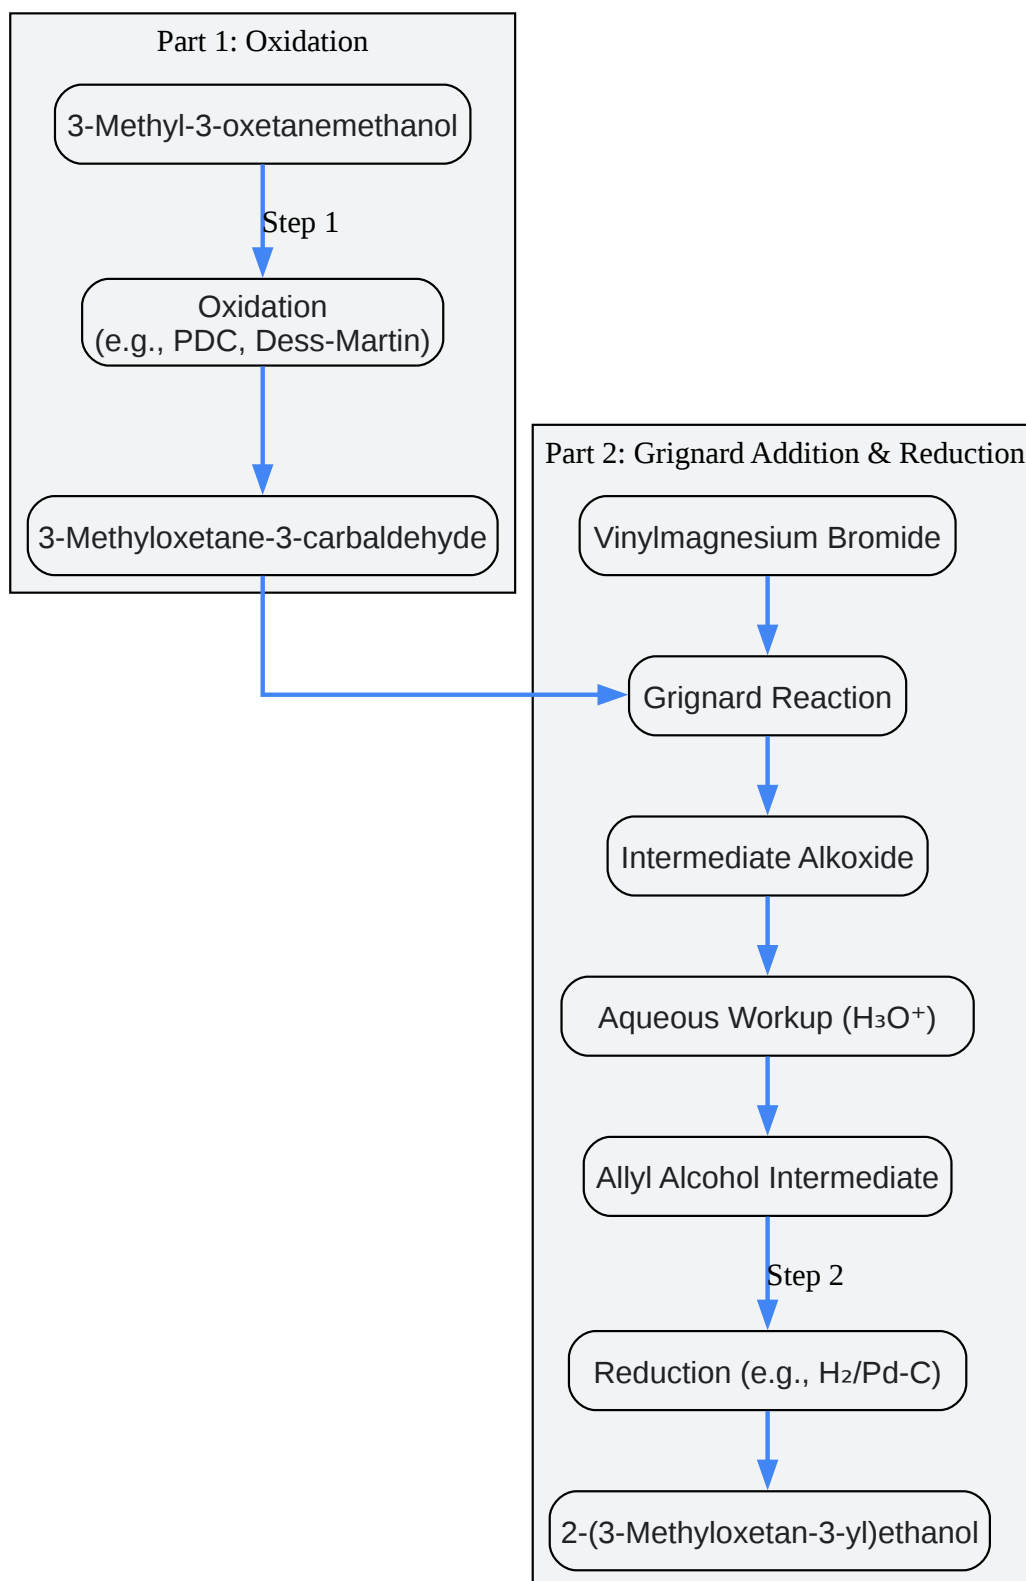 Part 1: Oxidation
3-Methyl-3-oxetanemethanol
Step 1
Oxidation
(e.g., PDC, Dess-Martin)
3-Methyloxetane-3-carbaldehyde
Part 2: Grignard Addition & Reduction
Vinylmagnesium Bromide
Grignard Reaction
Intermediate Alkoxide
Aqueous Workup (H₃O⁺)
Allyl Alcohol Intermediate
Step 2
Reduction (e.g., H₂/Pd-C)
2-(3-Methyloxetan-3-yl)ethanol